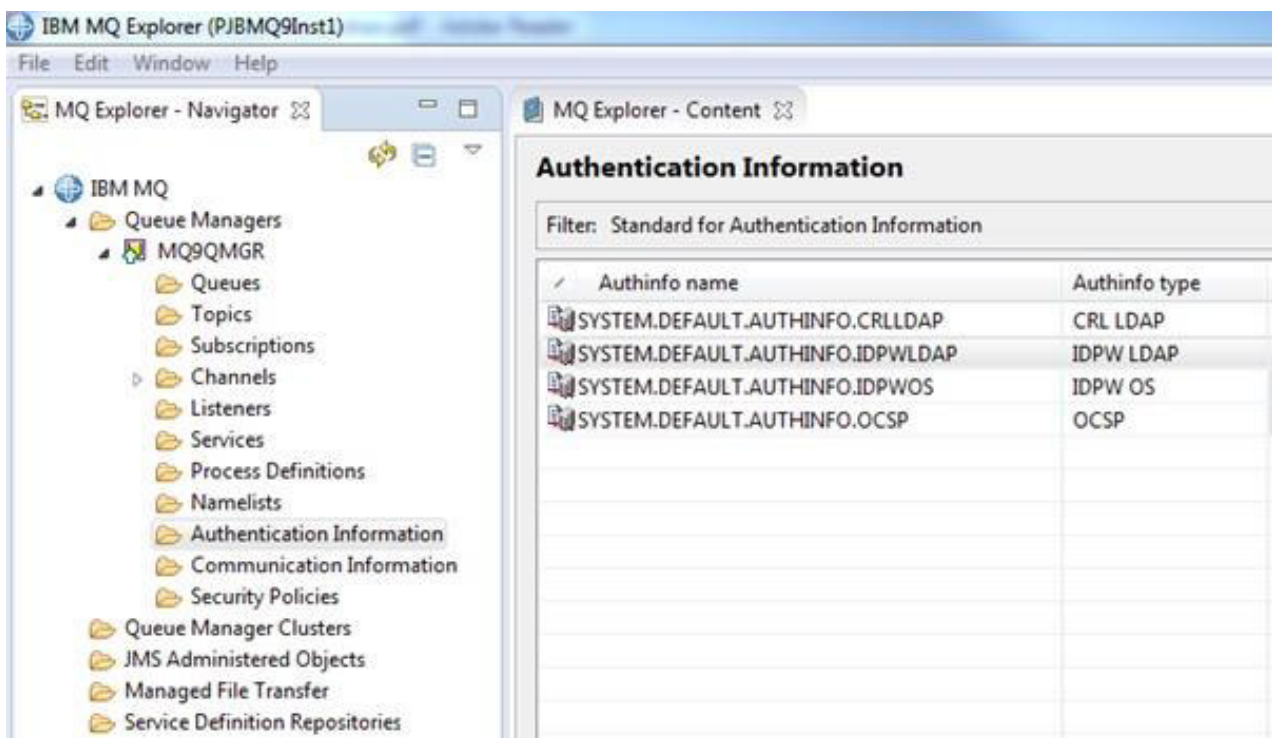 IBM MQ Explorer (PJBMQ9Inst1)
File Edit Window Help
MQ Explorer - Navigator
IBM MQ
Queue Managers
MQ9QMGR
Queues
Topics
Subscriptions
Channels
Listeners
Services
Process Definitions
Namelists
Authentication Information
Communication Information
Security Policies
Queue Manager Clusters
JMS Administered Objects
Managed File Transfer
Service Definition Repositories
MQ Explorer - Content
Authentication Information
Filter: Standard for Authentication Information
Authinfo name Authinfo type
SYSTEM.DEFAULT.AUTHINFO.CRLLDAP CRL LDAP
SYSTEM.DEFAULT.AUTHINFO.IDPWLDAP IDPW LDAP
SYSTEM.DEFAULT.AUTHINFO.IDPWOS IDPW OS
SYSTEM.DEFAULT.AUTHINFO.OCSP OCSP